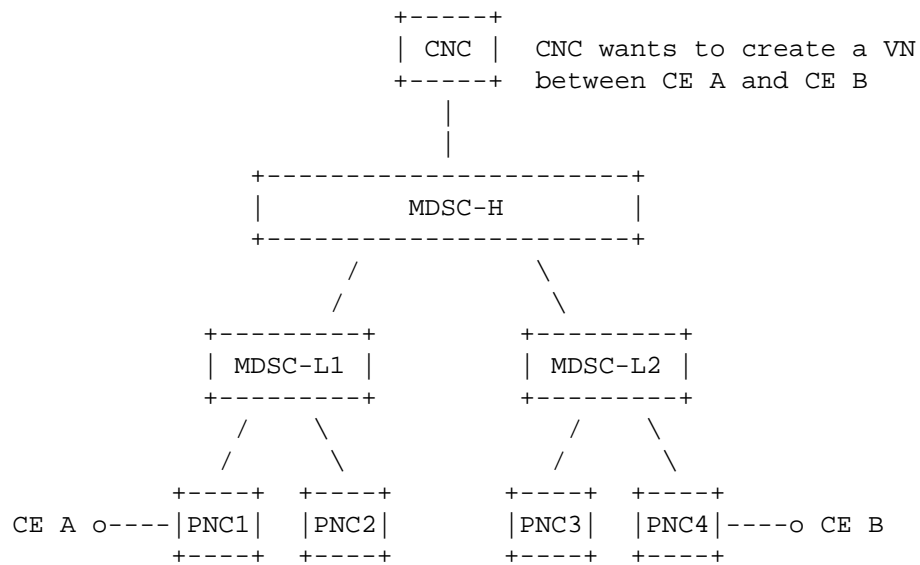 CNC CNC wants to create a VN
between CE A and CE B
MDSC-H
MDSC-L1 MDSC-L2
CE A o----|PNC1| |PNC2| |PNC3| |PNC4|----o CE B